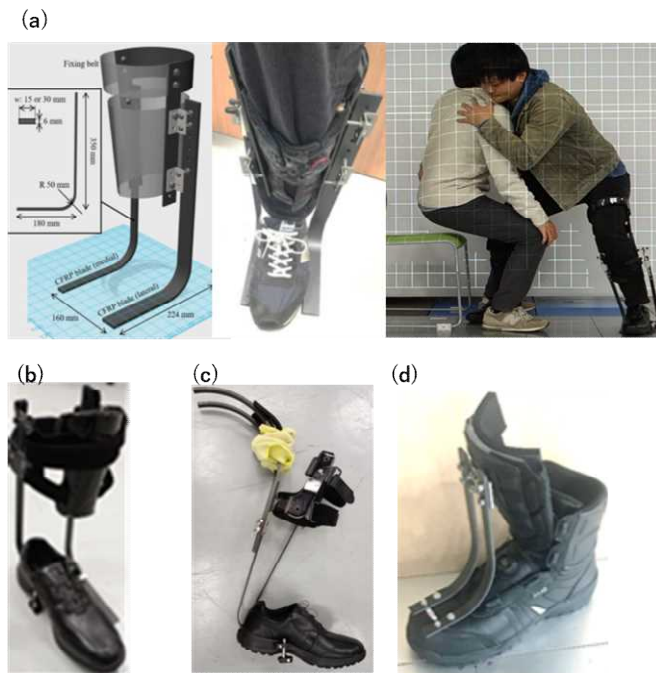 (a)
Fixing belt
w: 15 or 30 mm
6 mm
350 mm
R 50 mm
180 mm
CFRP blade (medial)
CFRP blade (lateral)
160 mm
224 mm
(b)
(c)
(d)